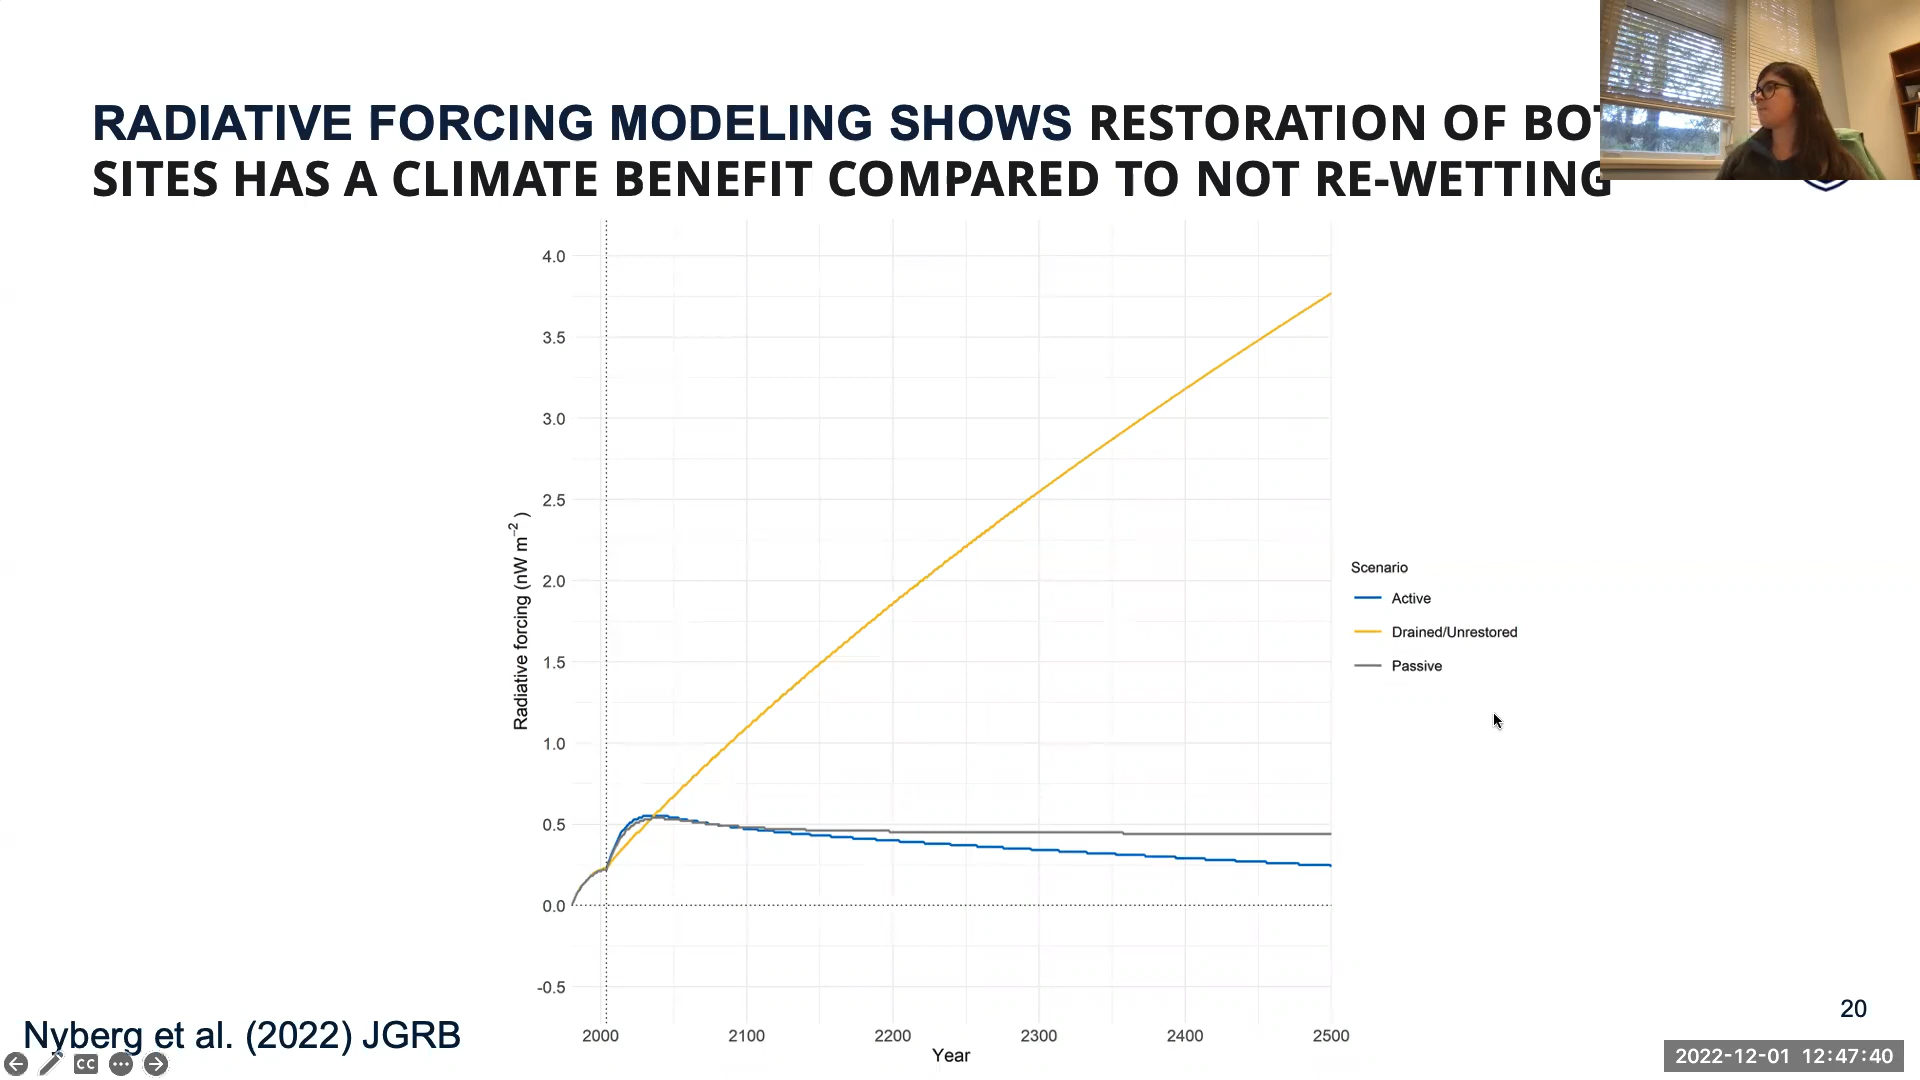 RADIATIVE FORCING MODELING SHOWS RESTORATION OF
SITES HAS A CLIMATE BENEFIT COMPARED TO NOT RE-WETTING
4.0
3.5
3.0
2.5
2.0
1.5
1.0
0.5
0.0
-0.5
Radiative forcing (nW m⁻²)
2000 2100 2200 2300 2400 2500
Year
Scenario
Active
Drained/Unrestored
Passive
Nyberg et al. (2022) JGRB
CC
20
2022-12-01 12:47:40